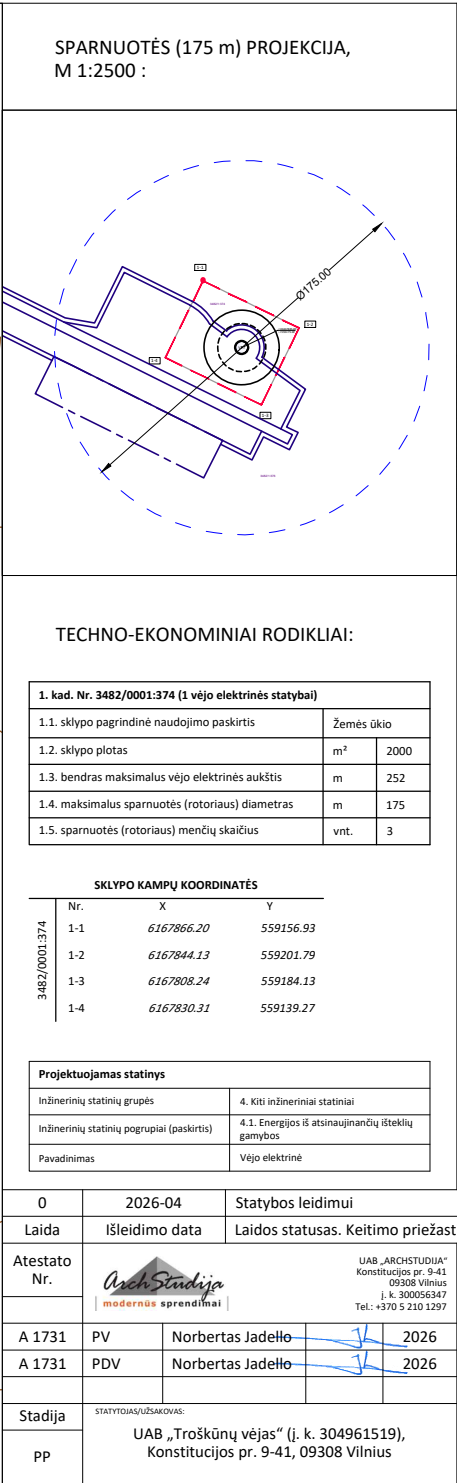 SPARNUOTĖS (175 m) PROJEKCIJA,
M 1:2500 :
1-1
Ø175.00
1-2
1-4
1-3
TECHNO-EKONOMINIAI RODIKLIAI:
1. kad. Nr. 3482/0001:374 (1 vėjo elektrinės statybai)
1.1. sklypo pagrindinė naudojimo paskirtis Žemės ūkio
1.2. sklypo plotas m² 2000
1.3. bendras maksimalus vėjo elektrinės aukštis m 252
1.4. maksimalus sparnuotės (rotoriaus) diametras m 175
1.5. sparnuotės (rotoriaus) menčių skaičius vnt. 3
SKLYPO KAMPŲ KOORDINATĖS
3482/0001:374
Nr. X Y
1-1 6167866.20 559156.93
1-2 6167844.13 559201.79
1-3 6167808.24 559184.13
1-4 6167830.31 559139.27
Projektuojamas statinys
Inžinerinių statinių grupės 4. Kiti inžineriniai statiniai
Inžinerinių statinių pogrupiai (paskirtis) 4.1. Energijos iš atsinaujinančių išteklių
gamybos
Pavadinimas Vėjo elektrinė
0 2026-04 Statybos leidimui
Laida Išleidimo data Laidos statusas. Keitimo priežast
Atestato
Nr.
ArchStudija
modernūs sprendimai
UAB „ARCHSTUDIJA“
Konstitucijos pr. 9-41
09308 Vilnius
j. k. 300056347
Tel.: +370 5 210 1297
A 1731 PV Norbertas Jadello 2026
A 1731 PDV Norbertas Jadello 2026
Stadija
PP
STATYTOJAS/UŽSAKOVAS:
UAB „Troškūnų vėjas“ (į. k. 304961519),
Konstitucijos pr. 9-41, 09308 Vilnius